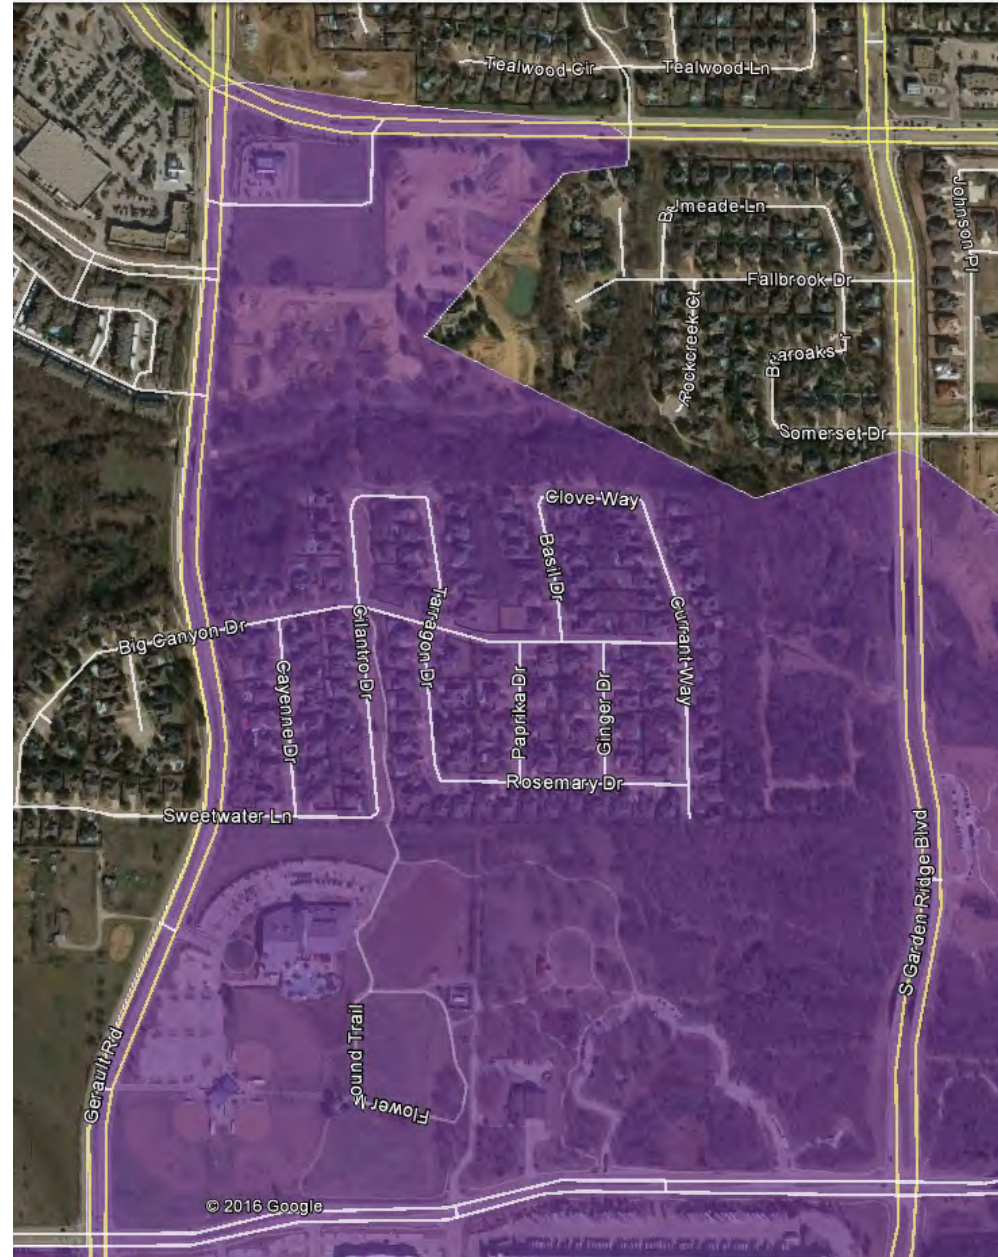 Tealwood Cir
Tealwood Ln
Johnson Pl
meade Ln
Fallbrook Dr
Rockcreek Ct
Somerset Dr
Clove Way
Basil Dr
Tarragon Dr
Currant Way
Big Canyon Dr
Cilantro Dr
Cayenne Dr
Paprika Dr
Ginger Dr
Rosemary Dr
Sweetwater Ln
S Garden Ridge Blvd
Gerault Rd
Flower Mound Trail
© 2016 Google